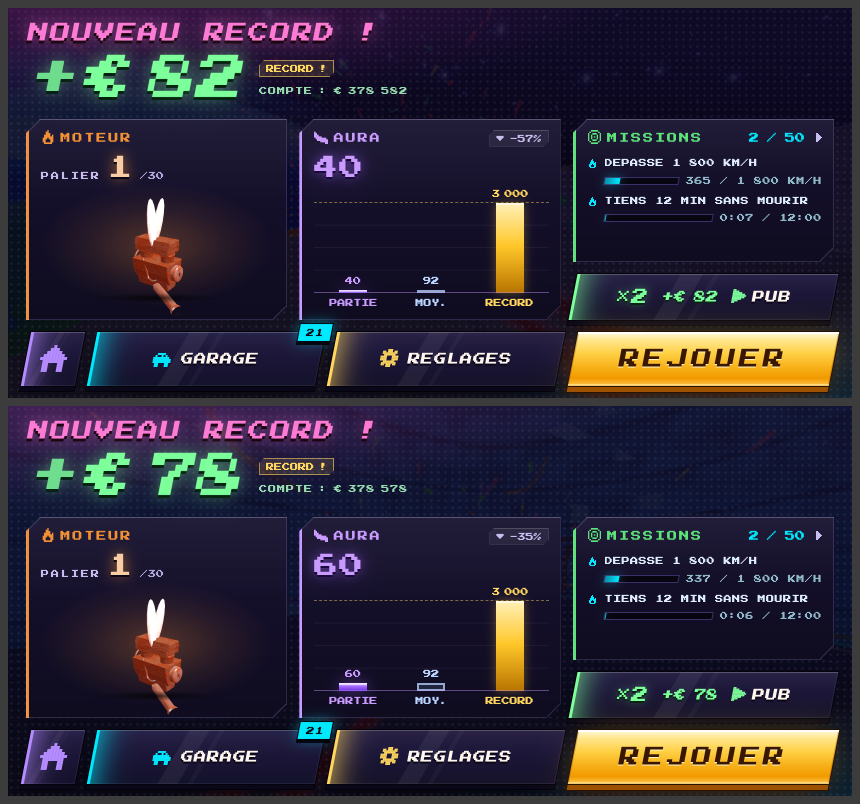 NOUVEAU RECORD !
+€ 82
RECORD !
COMPTE : € 378 582
MOTEUR
PALIER 1 /30
AURA
-57%
40
3 000
40
92
PARTIE
MOY.
RECORD
MISSIONS
2 / 50
DEPASSE 1 800 KM/H
365 / 1 800 KM/H
TIENS 12 MIN SANS MOURIR
0:07 / 12:00
×2 +€ 82 PUB
GARAGE
21
REGLAGES
REJOUER
NOUVEAU RECORD !
+€ 78
RECORD !
COMPTE : € 378 578
MOTEUR
PALIER 1 /30
AURA
-35%
60
3 000
60
92
PARTIE
MOY.
RECORD
MISSIONS
2 / 50
DEPASSE 1 800 KM/H
337 / 1 800 KM/H
TIENS 12 MIN SANS MOURIR
0:06 / 12:00
×2 +€ 78 PUB
GARAGE
21
REGLAGES
REJOUER